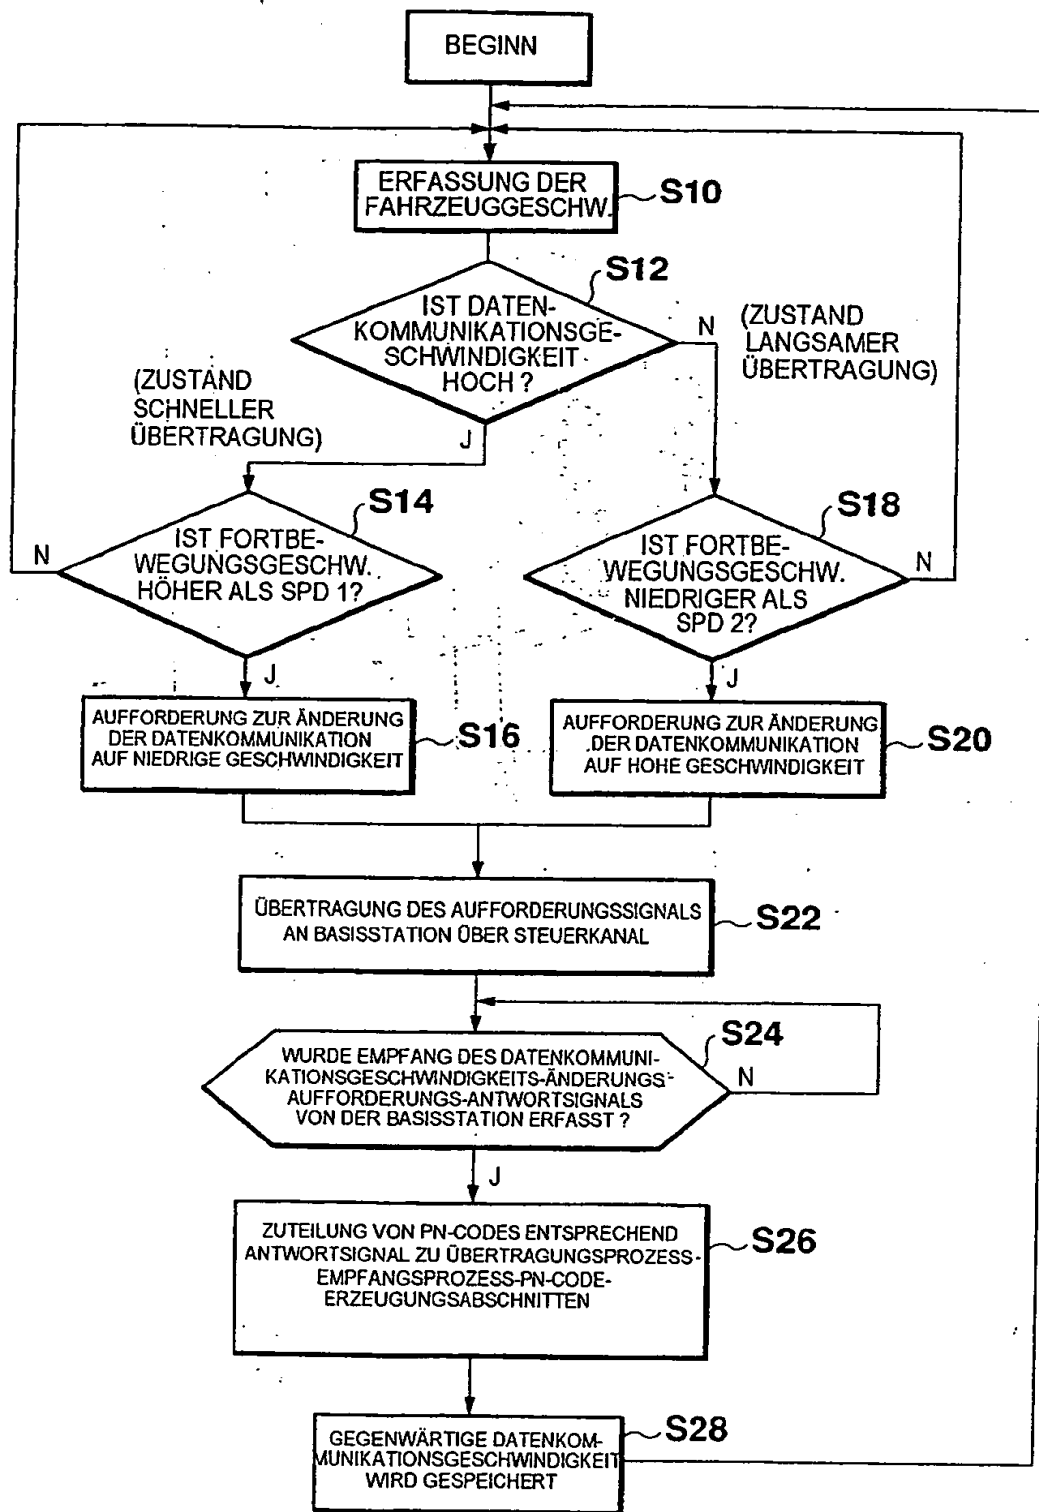 BEGINN
ERFASSUNG DER
FAHRZEUGGESCHW.
S10
IST DATEN-
KOMMUNIKATIONSGE-
SCHWINDIGKEIT
HOCH ?
S12
N
J
(ZUSTAND
LANGSAMER
ÜBERTRAGUNG)
(ZUSTAND
SCHNELLER
ÜBERTRAGUNG)
IST FORTBE-
WEGUNGSGESCHW.
HÖHER ALS SPD 1?
S14
N
J
IST FORTBE-
WEGUNGSGESCHW.
NIEDRIGER ALS
SPD 2?
S18
N
J
AUFFORDERUNG ZUR ÄNDERUNG
DER DATENKOMMUNIKATION
AUF NIEDRIGE GESCHWINDIGKEIT
S16
AUFFORDERUNG ZUR ÄNDERUNG
DER DATENKOMMUNIKATION
AUF HOHE GESCHWINDIGKEIT
S20
ÜBERTRAGUNG DES AUFFORDERUNGSSIGNALS
AN BASISSTATION ÜBER STEUERKANAL
S22
WURDE EMPFANG DES DATENKOMMUNI-
KATIONSGESCHWINDIGKEITS-ÄNDERUNGS-
AUFFORDERUNGS-ANTWORTSIGNALS
VON DER BASISSTATION ERFASST ?
S24
N
J
ZUTEILUNG VON PN-CODES ENTSPRECHEND
ANTWORTSIGNAL ZU ÜBERTRAGUNGSPROZESS-
EMPFANGSPROZESS-PN-CODE-
ERZEUGUNGSABSCHNITTEN
S26
GEGENWÄRTIGE DATENKOM-
MUNIKATIONSGESCHWINDIGKEIT
WIRD GESPEICHERT
S28